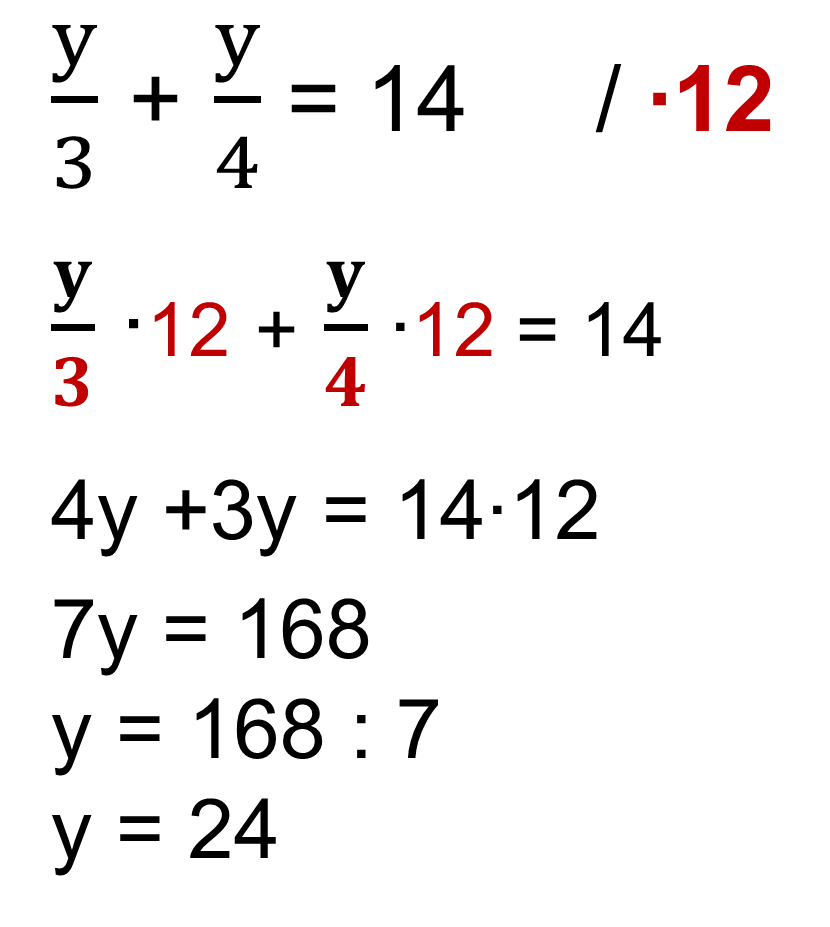 y/3 + y/4 = 14 / ·12
y/3 ·12 + y/4 ·12 = 14
4y +3y = 14·12
7y = 168
y = 168 : 7
y = 24